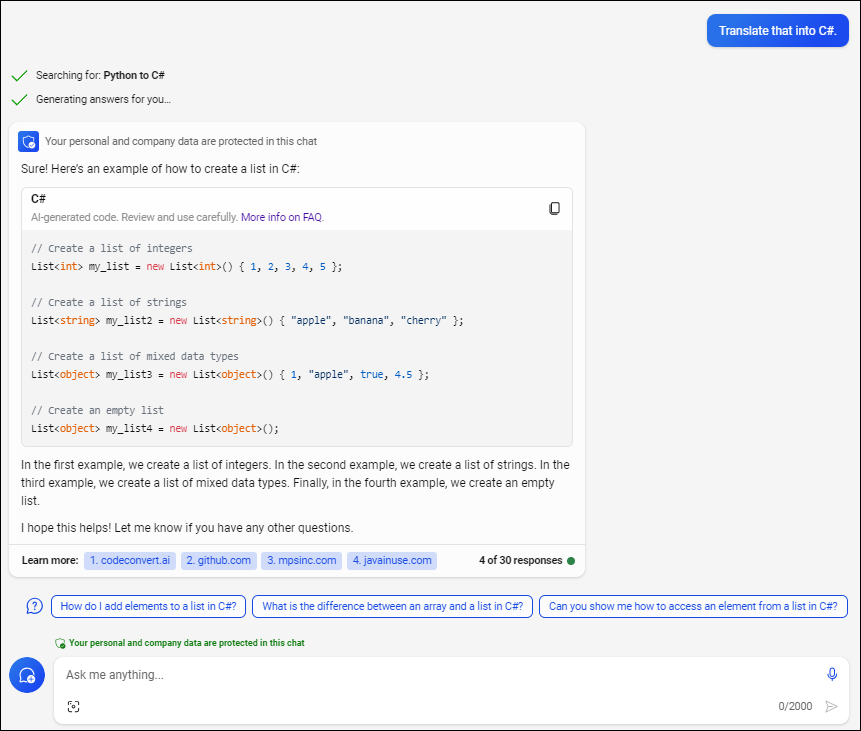 Translate that into C#.
Searching for: Python to C#
Generating answers for you...
Your personal and company data are protected in this chat
Sure! Here's an example of how to create a list in C#:
C#
AI-generated code. Review and use carefully. More info on FAQ.
// Create a list of integers
List<int> my_list = new List<int>() { 1, 2, 3, 4, 5 };
// Create a list of strings
List<string> my_list2 = new List<string>() { "apple", "banana", "cherry" };
// Create a list of mixed data types
List<object> my_list3 = new List<object>() { 1, "apple", true, 4.5 };
// Create an empty list
List<object> my_list4 = new List<object>();
In the first example, we create a list of integers. In the second example, we create a list of strings. In the
third example, we create a list of mixed data types. Finally, in the fourth example, we create an empty
list.
I hope this helps! Let me know if you have any other questions.
Learn more: 1. codeconvert.ai 2. github.com 3. mpsinc.com 4. javainuse.com 4 of 30 responses
How do I add elements to a list in C#? What is the difference between an array and a list in C#? Can you show me how to access an element from a list in C#?
Your personal and company data are protected in this chat
Ask me anything...
0/2000